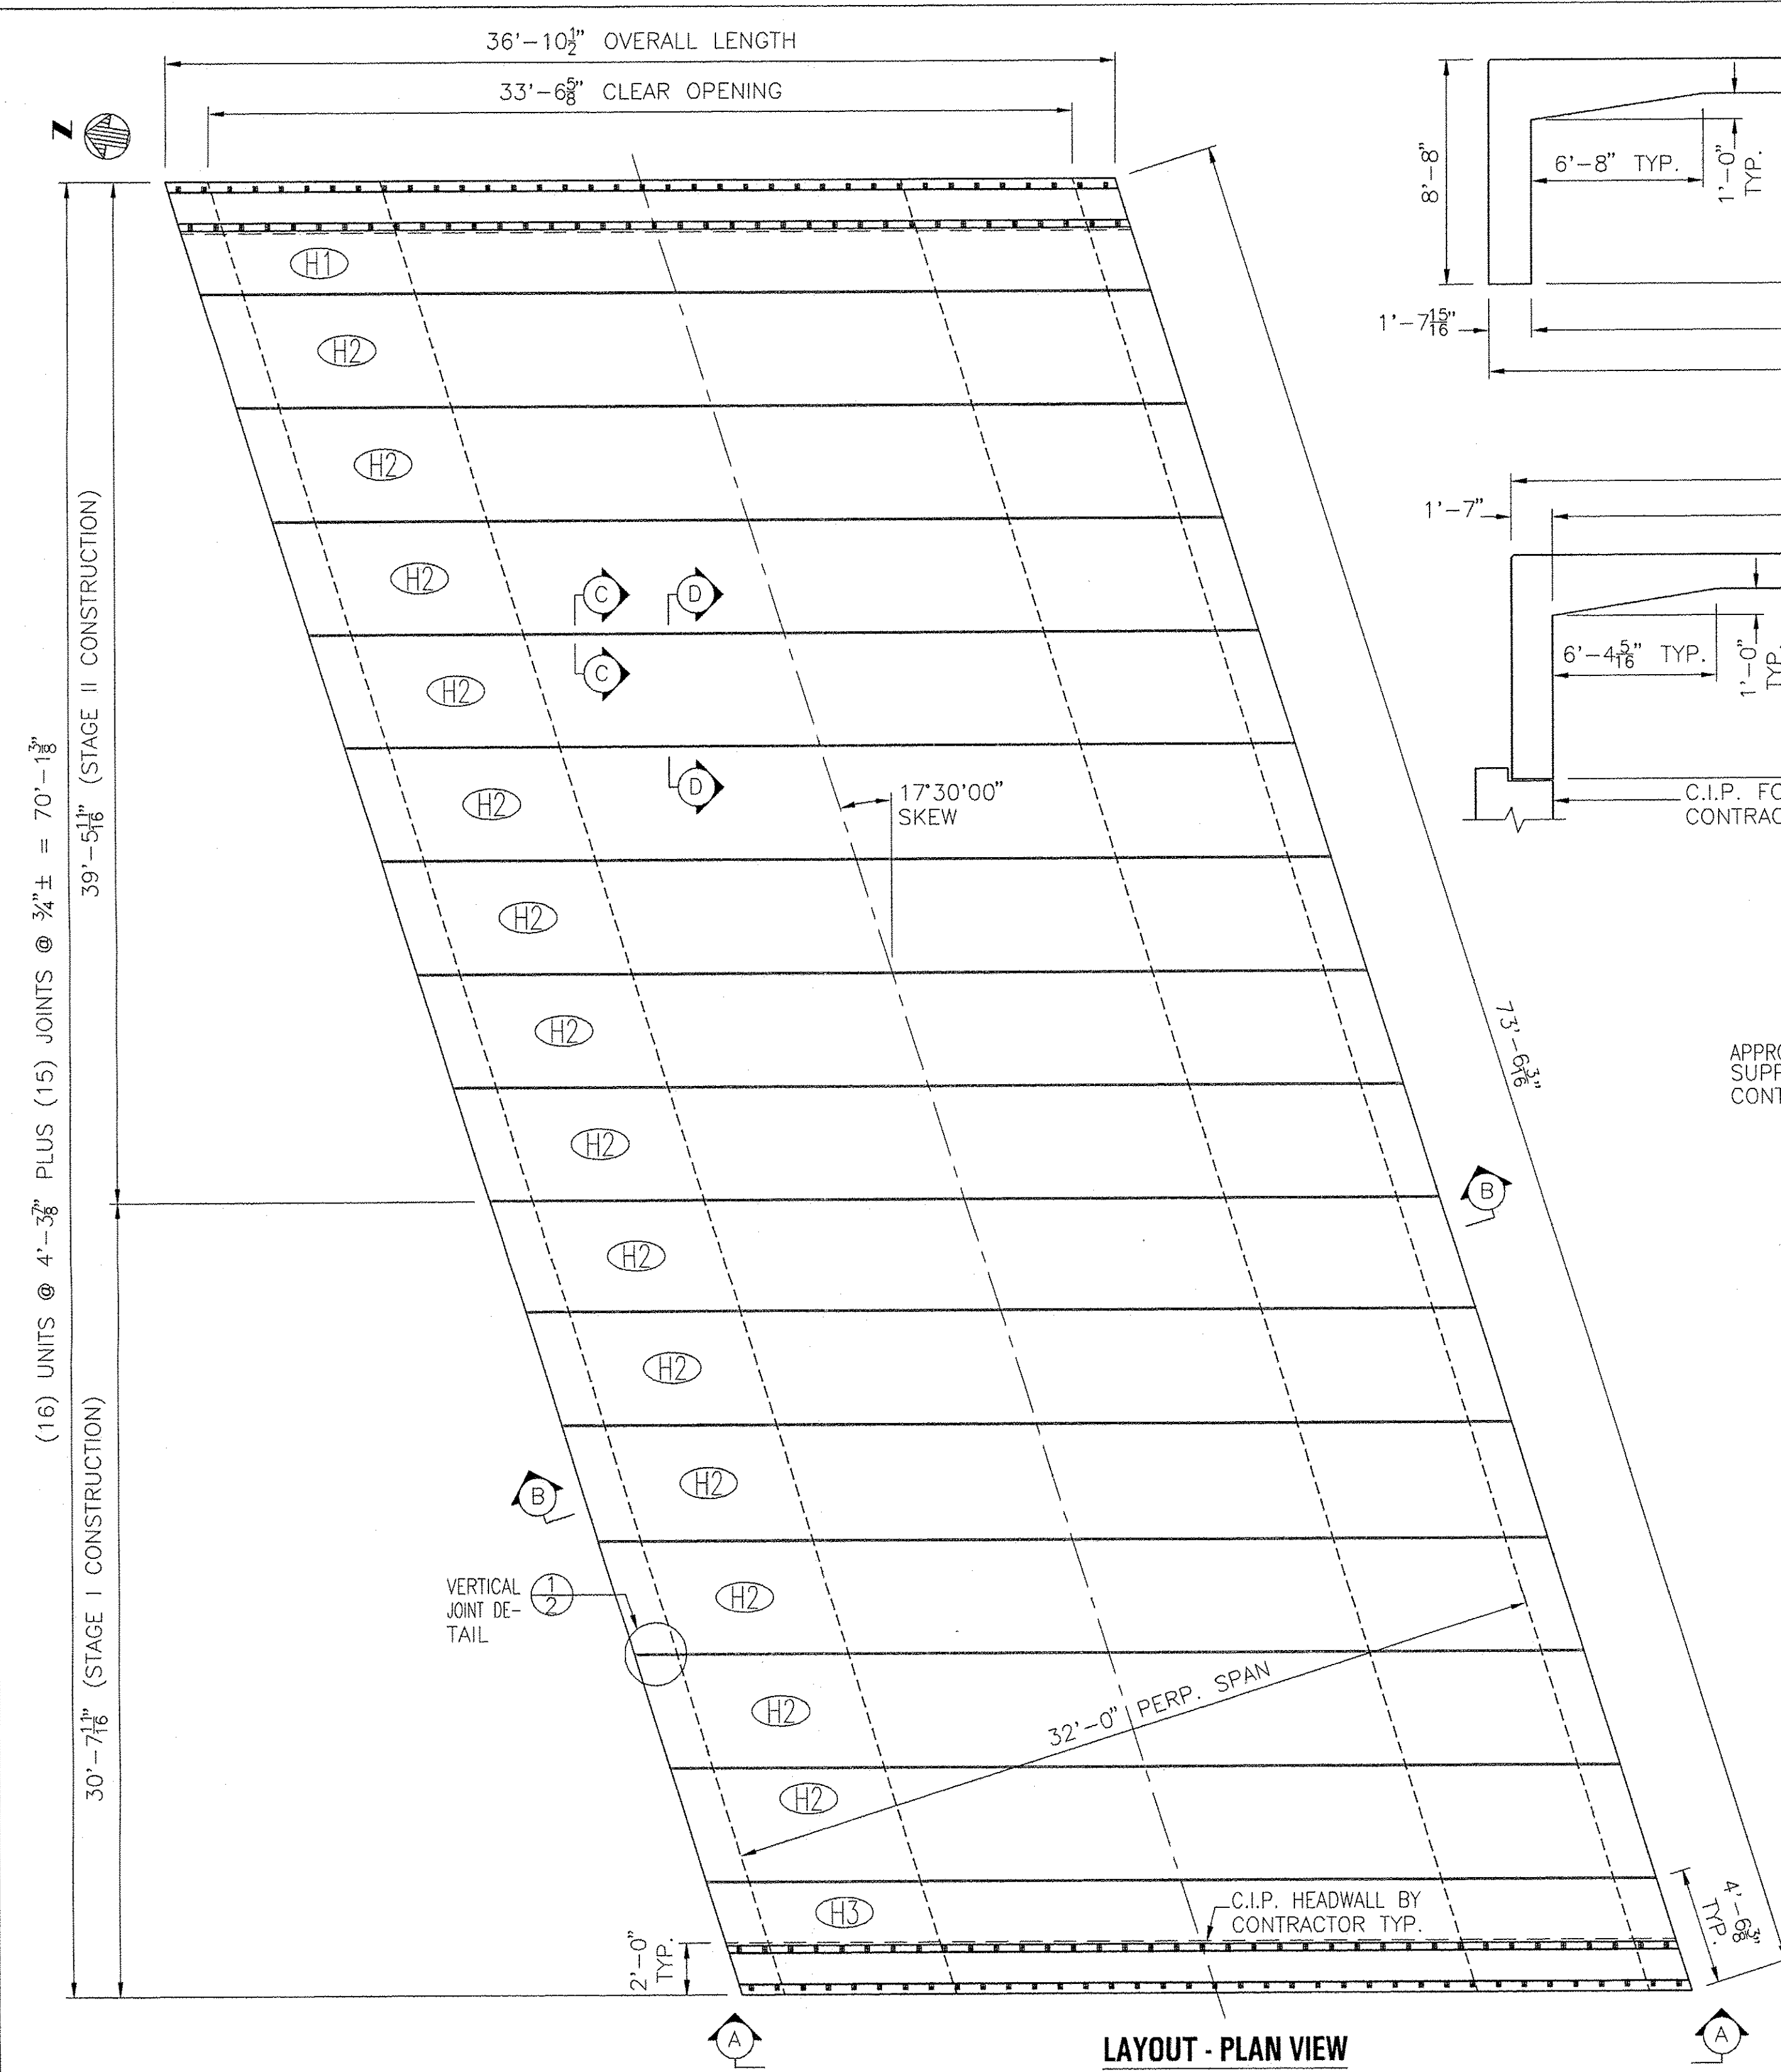 36'-10½" OVERALL LENGTH
33'-6⅝" CLEAR OPENING
N
8'-8"
6'-8" TYP.
1'-0"
TYP.
1'-7 15/16"
H1
H2
H2
H2
H2
H2
H2
H2
H2
H2
H2
H2
H2
H2
H2
H3
C
D
C
D
17°30'00"
SKEW
1'-7"
6'-4 5/16" TYP.
1'-0"
TYP.
C.I.P. FO
CONTRAC
(16) UNITS @ 4'-3⅞" PLUS (15) JOINTS @ ¾"± = 70'-1⅜"
39'-5 11/16" (STAGE II CONSTRUCTION)
30'-7 11/16" (STAGE I CONSTRUCTION)
73'-6 3/16"
APPRO
SUPP
CONT
B
B
VERTICAL
JOINT DE-
TAIL
1
2
32'-0" PERP. SPAN
C.I.P. HEADWALL BY
CONTRACTOR TYP.
2'-0"
TYP.
4'-6⅜"
TYP.
A
A
LAYOUT - PLAN VIEW